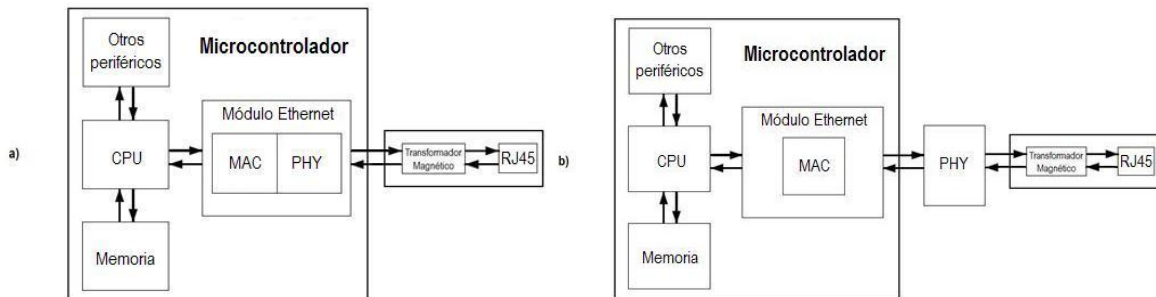 a)
Otros
periféricos
Microcontrolador
Módulo Ethernet
CPU
MAC
PHY
Transformador
Magnético
RJ45
Memoria
b)
Otros
periféricos
Microcontrolador
Módulo Ethernet
CPU
MAC
PHY
Transformador
Magnético
RJ45
Memoria